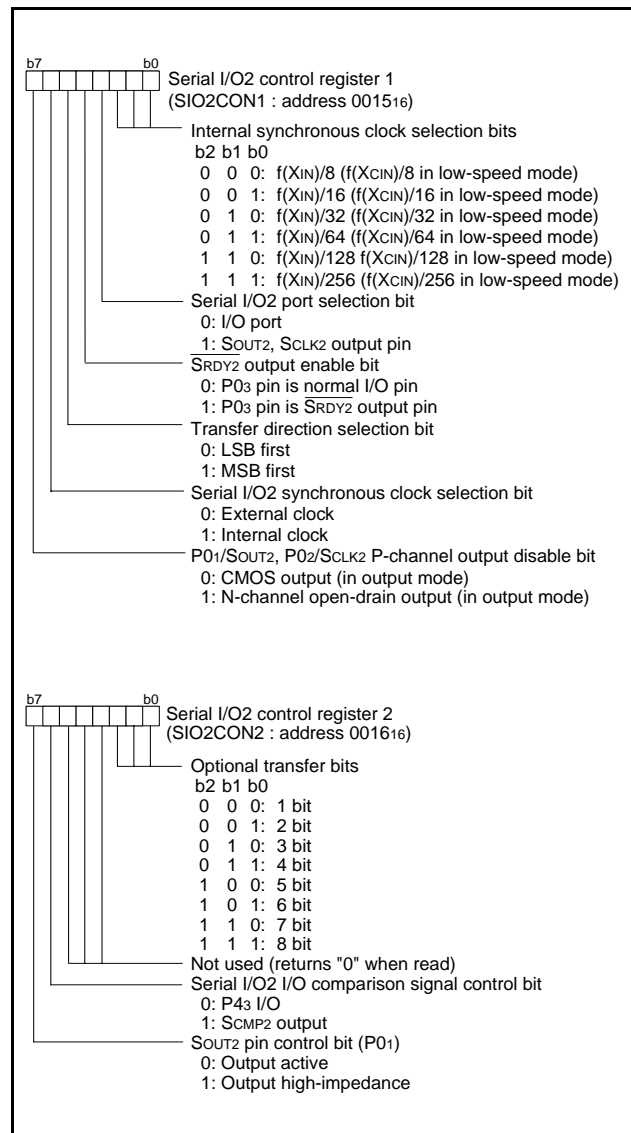 b7 b0
Serial I/O2 control register 1
(SIO2CON1 : address 001516)
Internal synchronous clock selection bits
b2 b1 b0
0 0 0: f(XIN)/8 (f(XCIN)/8 in low-speed mode)
0 0 1: f(XIN)/16 (f(XCIN)/16 in low-speed mode)
0 1 0: f(XIN)/32 (f(XCIN)/32 in low-speed mode)
0 1 1: f(XIN)/64 (f(XCIN)/64 in low-speed mode)
1 1 0: f(XIN)/128 f(XCIN)/128 in low-speed mode)
1 1 1: f(XIN)/256 (f(XCIN)/256 in low-speed mode)
Serial I/O2 port selection bit
0: I/O port
1: SOUT2, SCLK2 output pin
SRDY2 output enable bit
0: P03 pin is normal I/O pin
1: P03 pin is SRDY2 output pin
Transfer direction selection bit
0: LSB first
1: MSB first
Serial I/O2 synchronous clock selection bit
0: External clock
1: Internal clock
P01/SOUT2, P02/SCLK2 P-channel output disable bit
0: CMOS output (in output mode)
1: N-channel open-drain output (in output mode)
b7 b0
Serial I/O2 control register 2
(SIO2CON2 : address 001616)
Optional transfer bits
b2 b1 b0
0 0 0: 1 bit
0 0 1: 2 bit
0 1 0: 3 bit
0 1 1: 4 bit
1 0 0: 5 bit
1 0 1: 6 bit
1 1 0: 7 bit
1 1 1: 8 bit
Not used (returns "0" when read)
Serial I/O2 I/O comparison signal control bit
0: P43 I/O
1: SCMP2 output
SOUT2 pin control bit (P01)
0: Output active
1: Output high-impedance